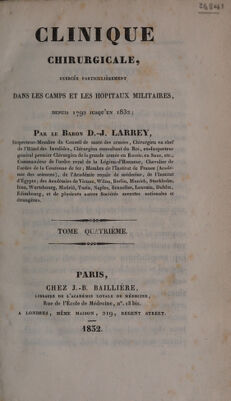 CLINIQUE
CHIRURGICALE,
EXERCÉE PARTICULIÈREMENT
DANS LES CAMPS ET LES HOPITAUX MILITAIRES,
DEPUIS 1792 JUSQU'EN 1832;
PAR LE BARON D.-J. LARREY,
Inspecteur-Membre du Conseil de santé des armées, Chirurgien en chef
de l'Hôtel des Invalides, Chirurgien consultant du Roi, ex-Inspecteur
général premier Chirurgien de la grande armée en Russie, en Saxe, etc.,
Commandeur de l'ordre royal de la Légion-d'Honneur, Chevalier de
l'ordre de la Couronne de fer; Membre de l'Institut de France
des sciences), de l'Académie royale de médecine, de l'Institut
d'Égypte; des Académies de Vienne, Wilna, Berlin, Munich, Stockholm,
Iéna, Wurtzbourg, Madrid, Turin, Naples, Bruxelles, Louvain, Dublin,
et de plusieurs autres Sociétés savantes nationales et
étrangères.
TOME QUATRIÈME.
PARIS,
CHEZ J.-B. BAILLIÈRE,
LIBRAIRE DE L'ACADÉMIE ROYALE DE MÉDECINE,
Rue de l'École de Médecine, n°. 13 bis.
A LONDRES, MÊME MAISON, 219, REGENT STREET.
1832